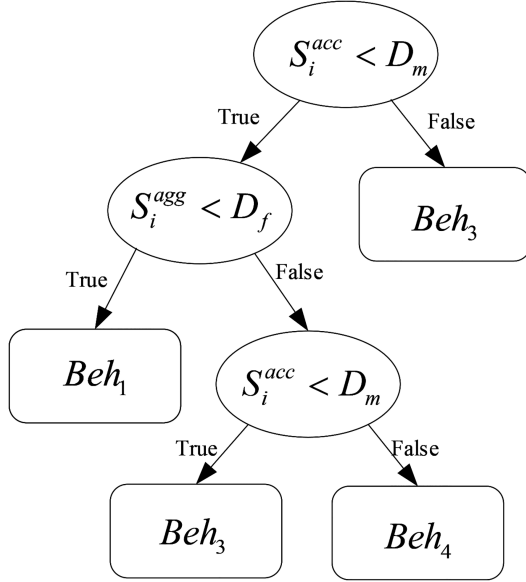 S_i^{acc} < D_m
True
False
S_i^{agg} < D_f
Beh_3
True
False
Beh_1
S_i^{acc} < D_m
True
False
Beh_3
Beh_4